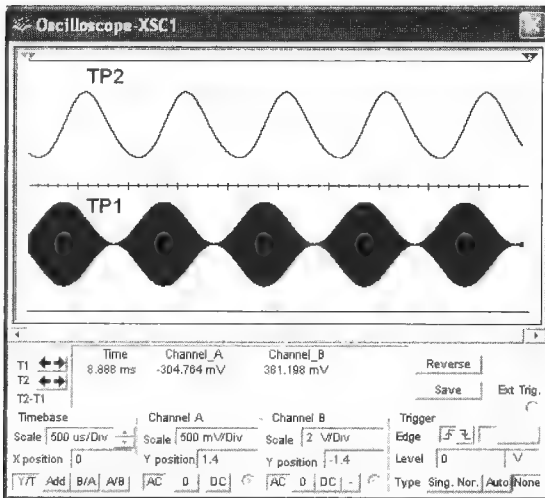 Oscilloscope-XSC1
TP2
TP1
Time Channel_A Channel_B
8.888 ms -304.764 mV 381.198 mV
T1
T2
T2-T1
Reverse
Save
Ext Trig.
Timebase
Scale 500 us/Div
X position 0
Y/T Add B/A A/B
Channel A
Scale 500 mV/Div
Y position 1.4
AC 0 DC
Channel B
Scale 2 V/Div
Y position -1.4
AC 0 DC -
Trigger
Edge
Level 0 V
Type Sing. Nor. Auto None